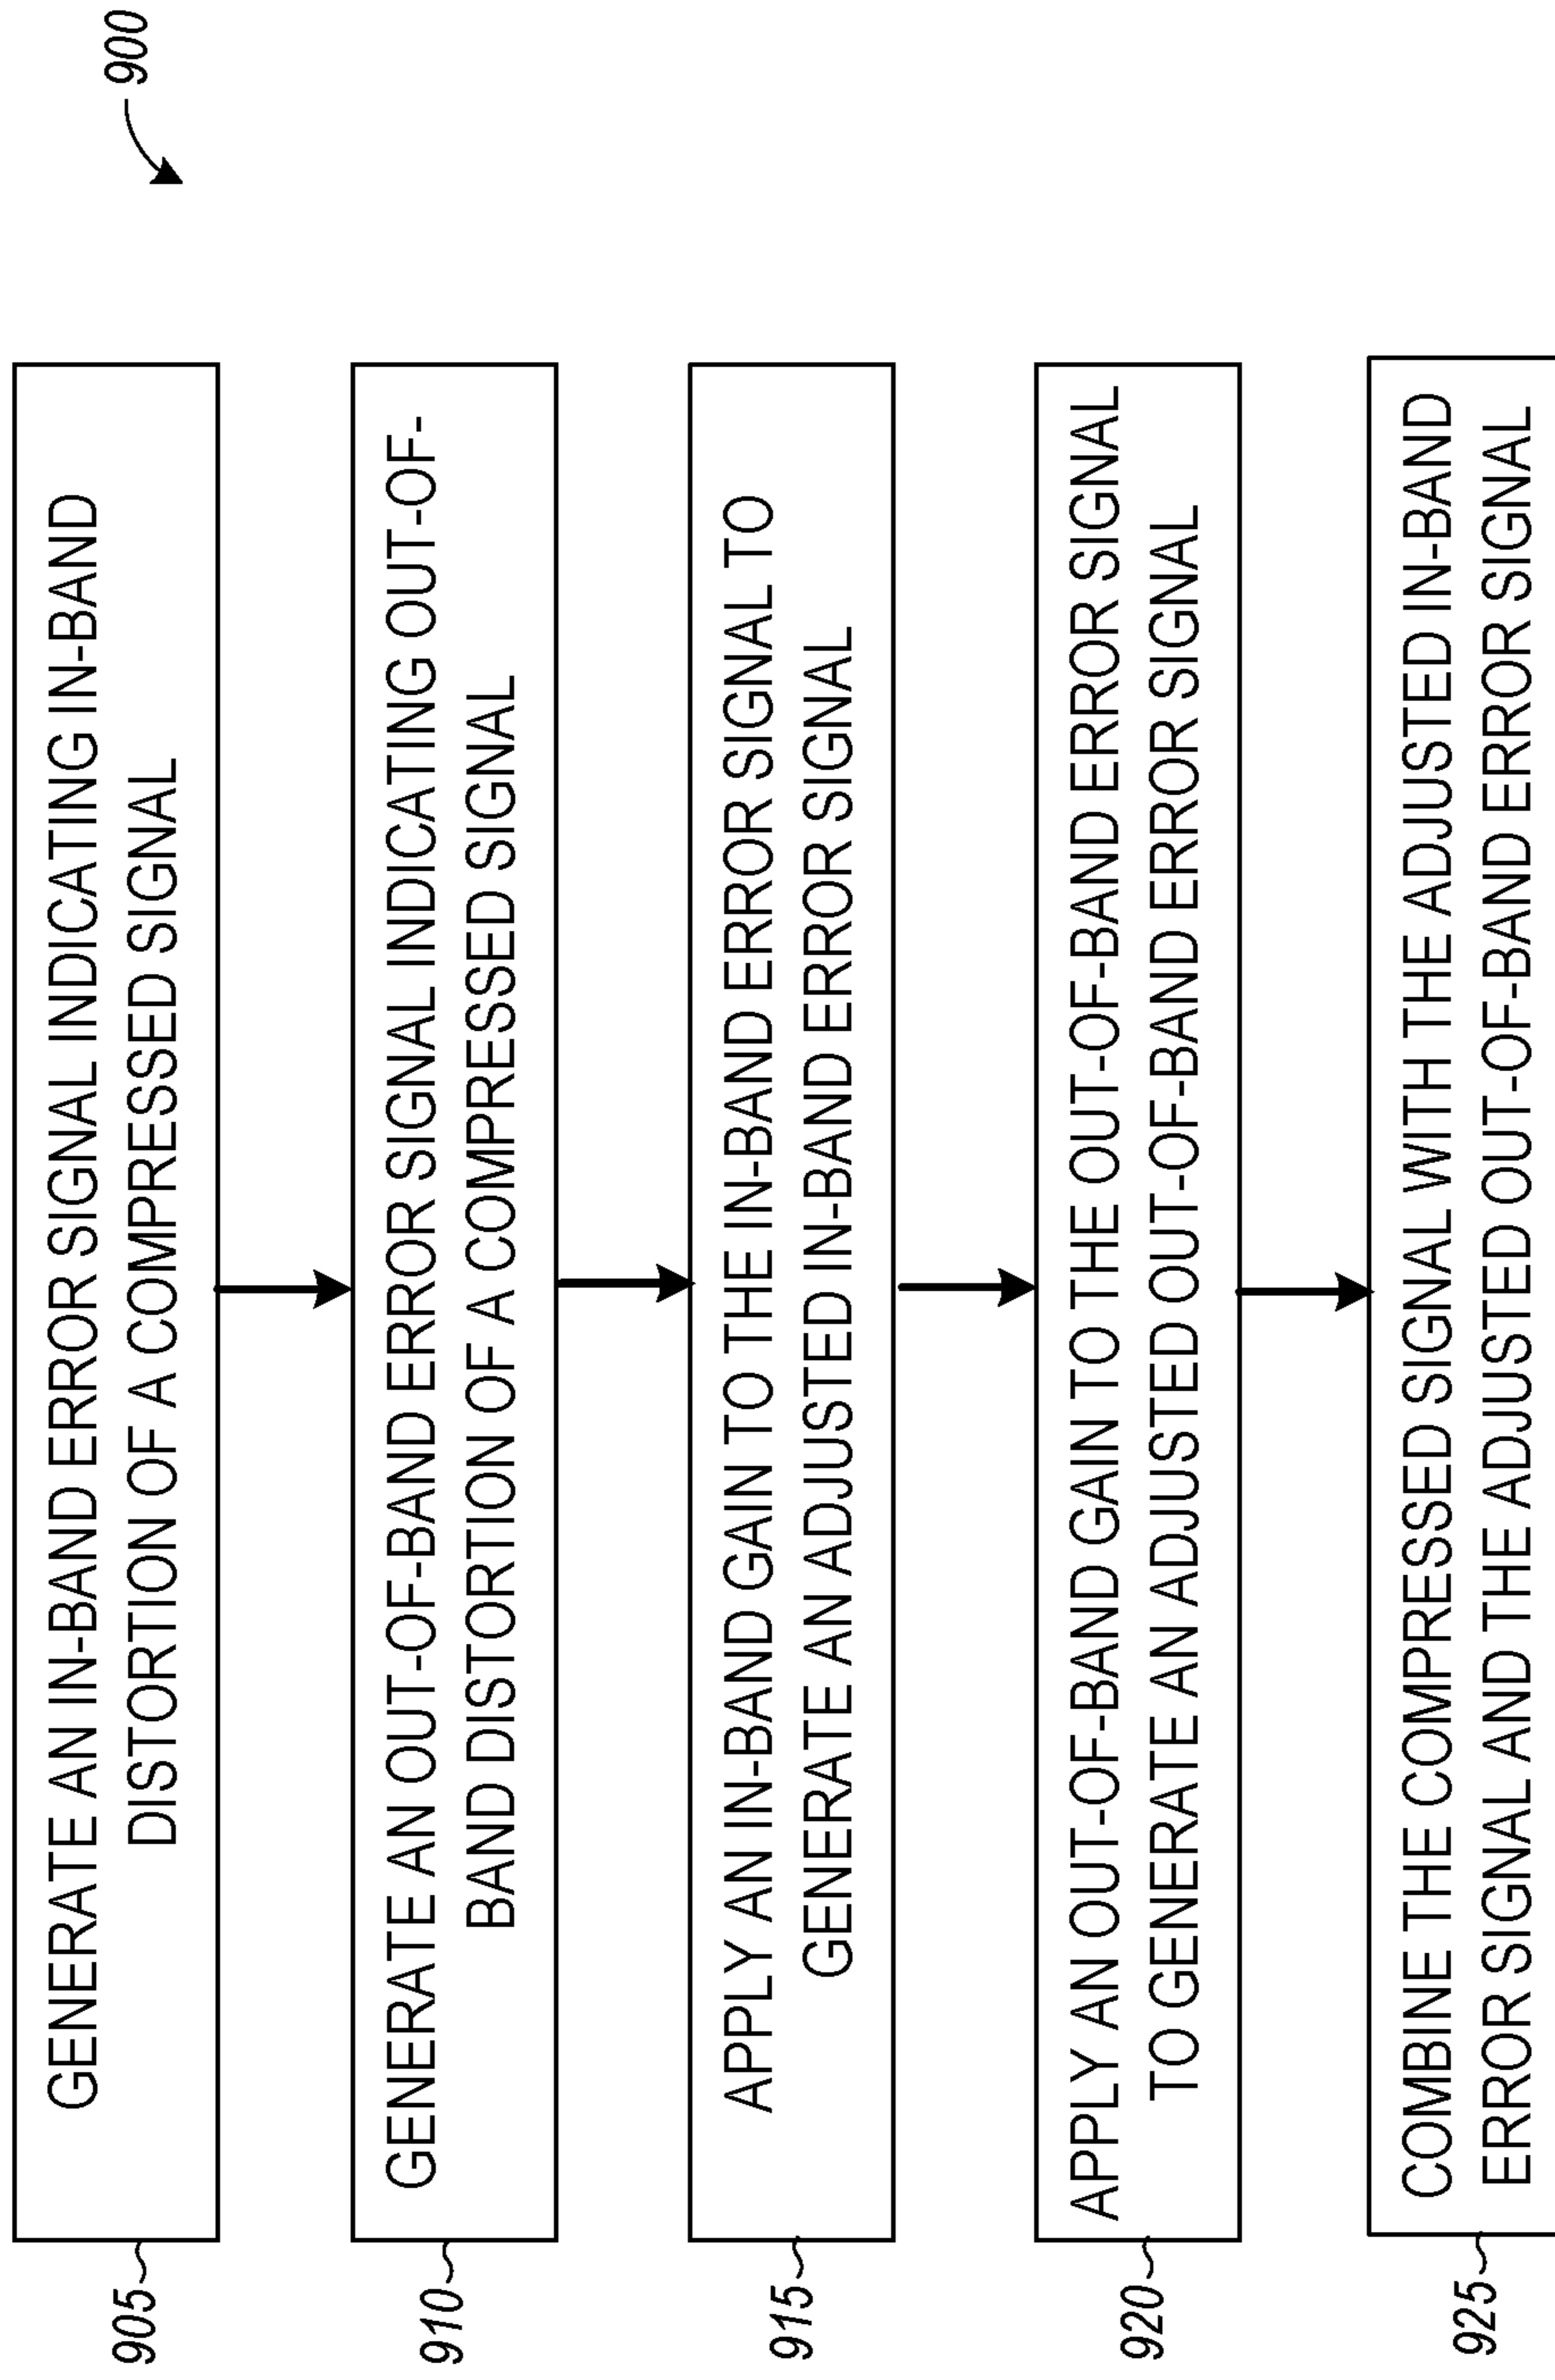 900
905
GENERATE AN IN-BAND ERROR SIGNAL INDICATING IN-BAND
DISTORTION OF A COMPRESSED SIGNAL
910
GENERATE AN OUT-OF-BAND ERROR SIGNAL INDICATING OUT-OF-
BAND DISTORTION OF A COMPRESSED SIGNAL
915
APPLY AN IN-BAND GAIN TO THE IN-BAND ERROR SIGNAL TO
GENERATE AN ADJUSTED IN-BAND ERROR SIGNAL
920
APPLY AN OUT-OF-BAND GAIN TO THE OUT-OF-BAND ERROR SIGNAL
TO GENERATE AN ADJUSTED OUT-OF-BAND ERROR SIGNAL
925
COMBINE THE COMPRESSED SIGNAL WITH THE ADJUSTED IN-BAND
ERROR SIGNAL AND THE ADJUSTED OUT-OF-BAND ERROR SIGNAL